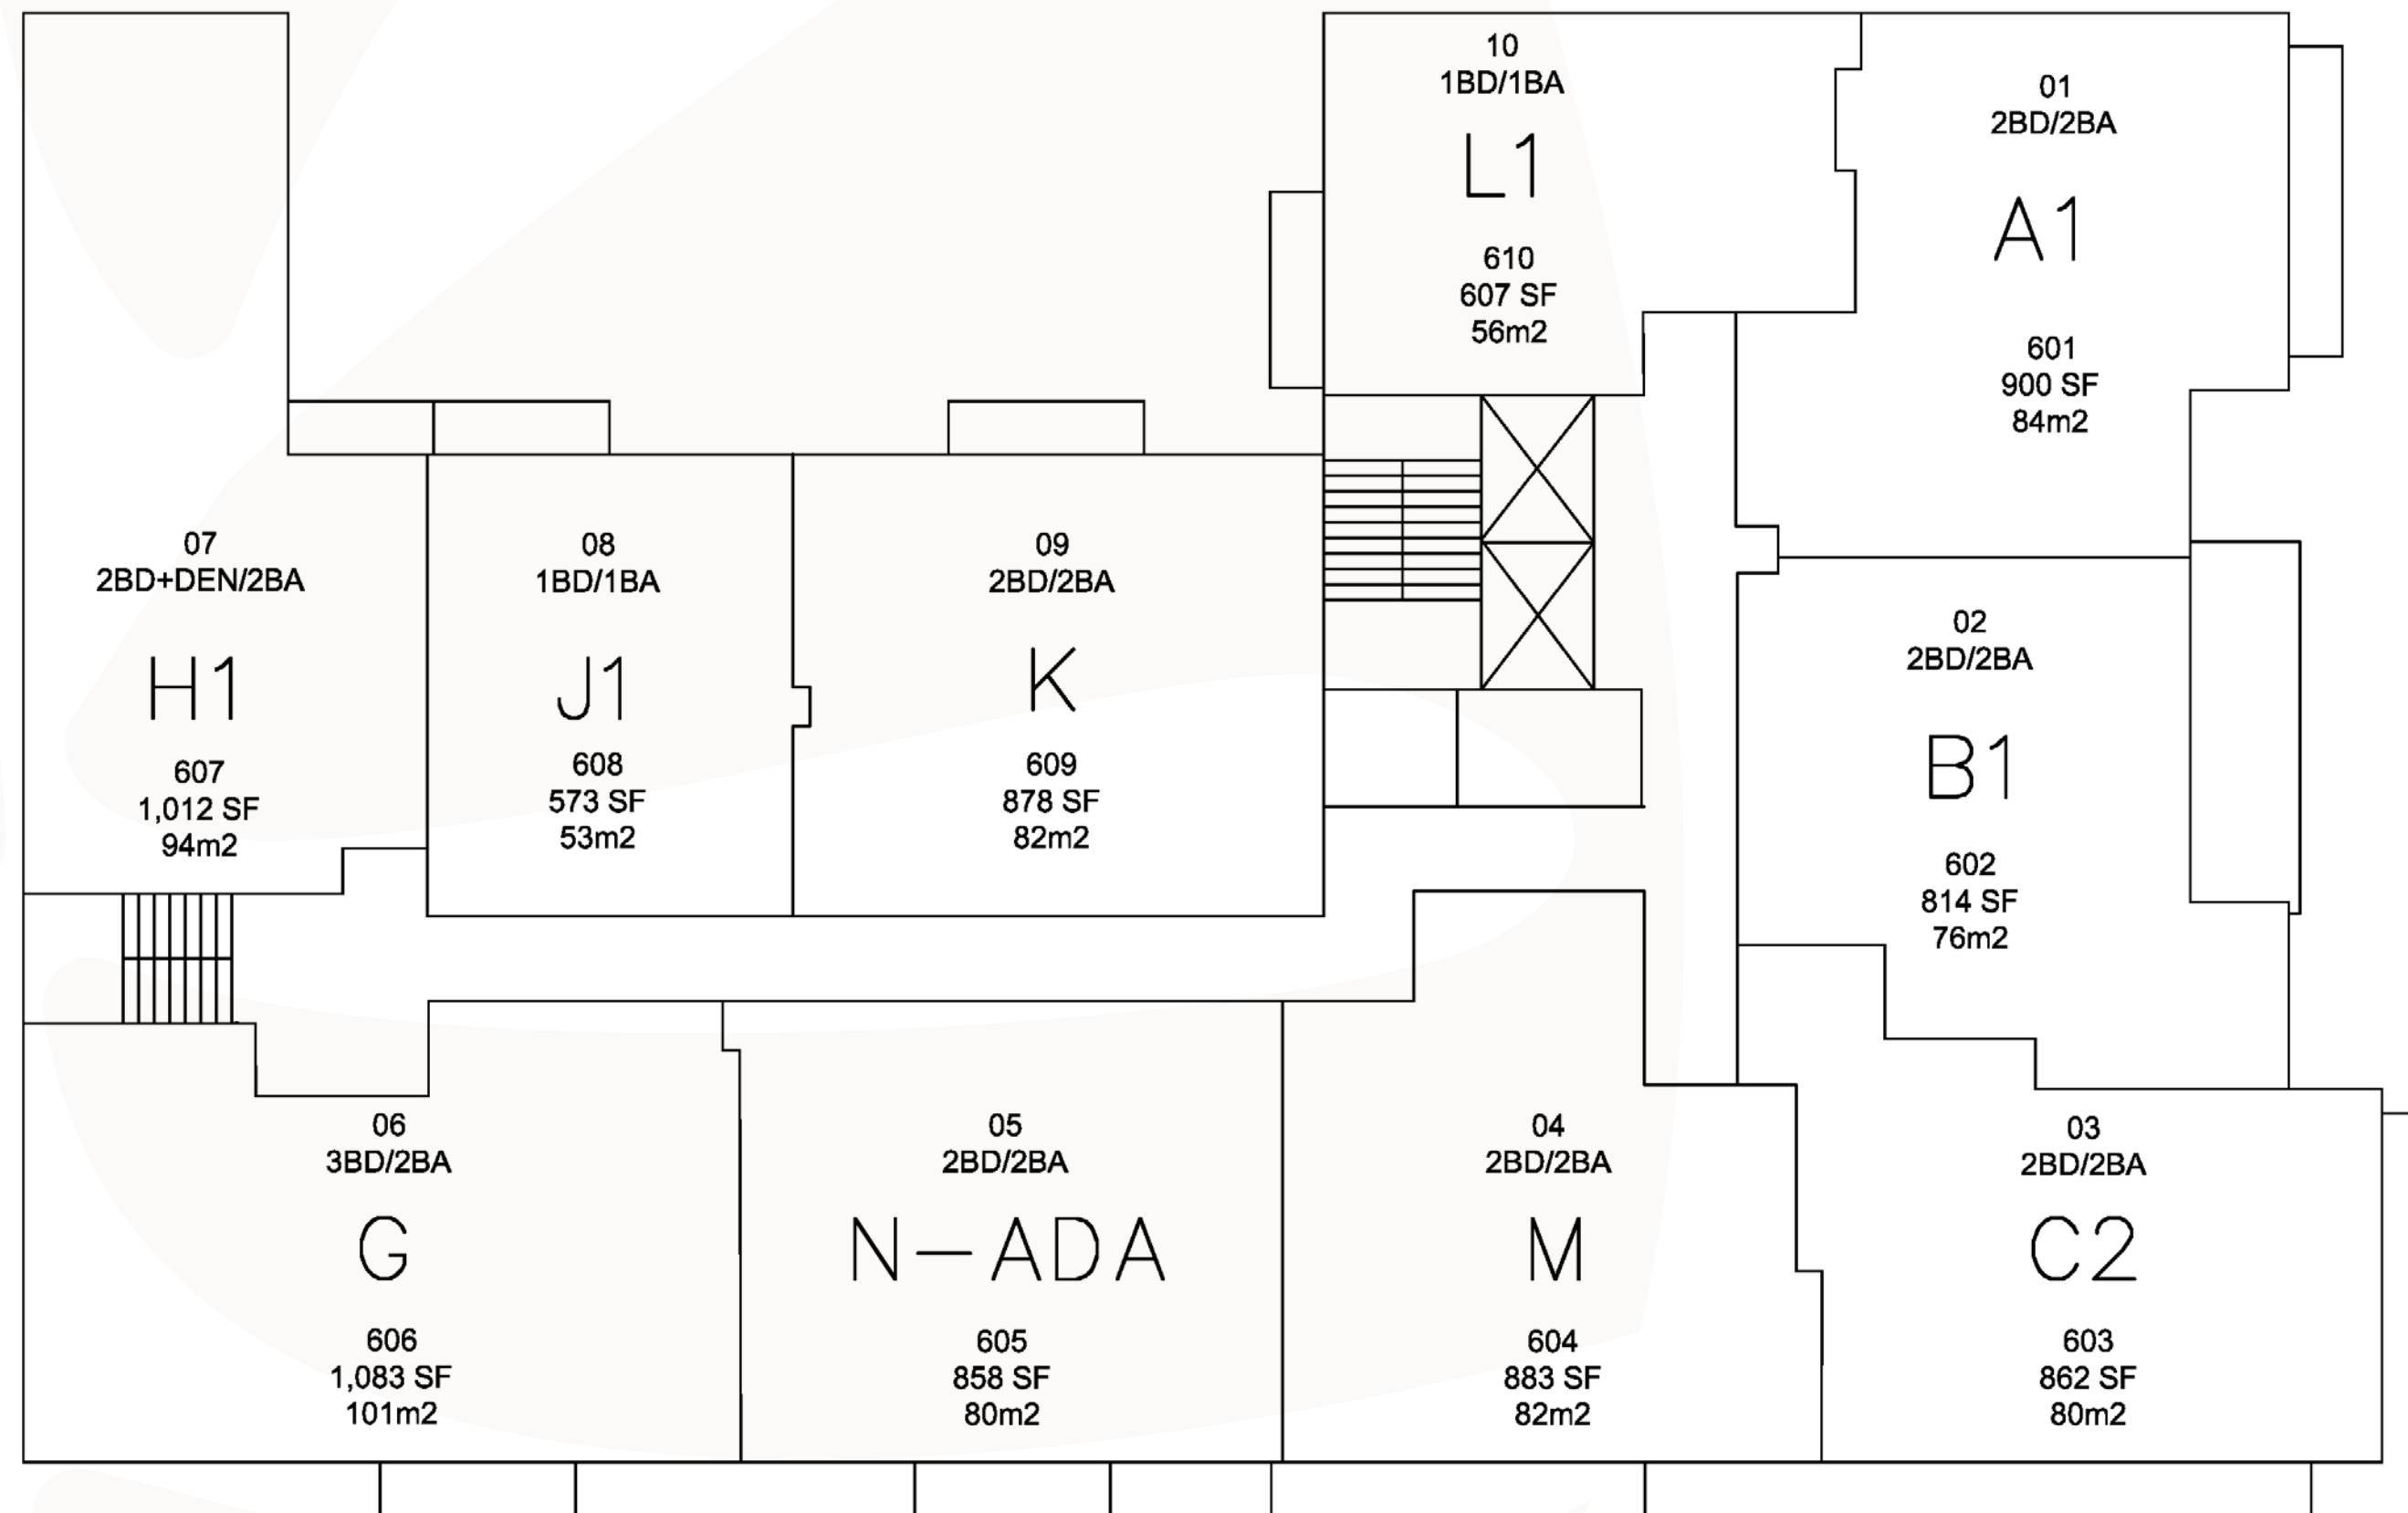 10
1BD/1BA
L1
610
607 SF
56m2
01
2BD/2BA
A1
601
900 SF
84m2
07
2BD+DEN/2BA
H1
607
1,012 SF
94m2
08
1BD/1BA
J1
608
573 SF
53m2
09
2BD/2BA
K
609
878 SF
82m2
02
2BD/2BA
B1
602
814 SF
76m2
06
3BD/2BA
G
606
1,083 SF
101m2
05
2BD/2BA
N-ADA
605
858 SF
80m2
04
2BD/2BA
M
604
883 SF
82m2
03
2BD/2BA
C2
603
862 SF
80m2